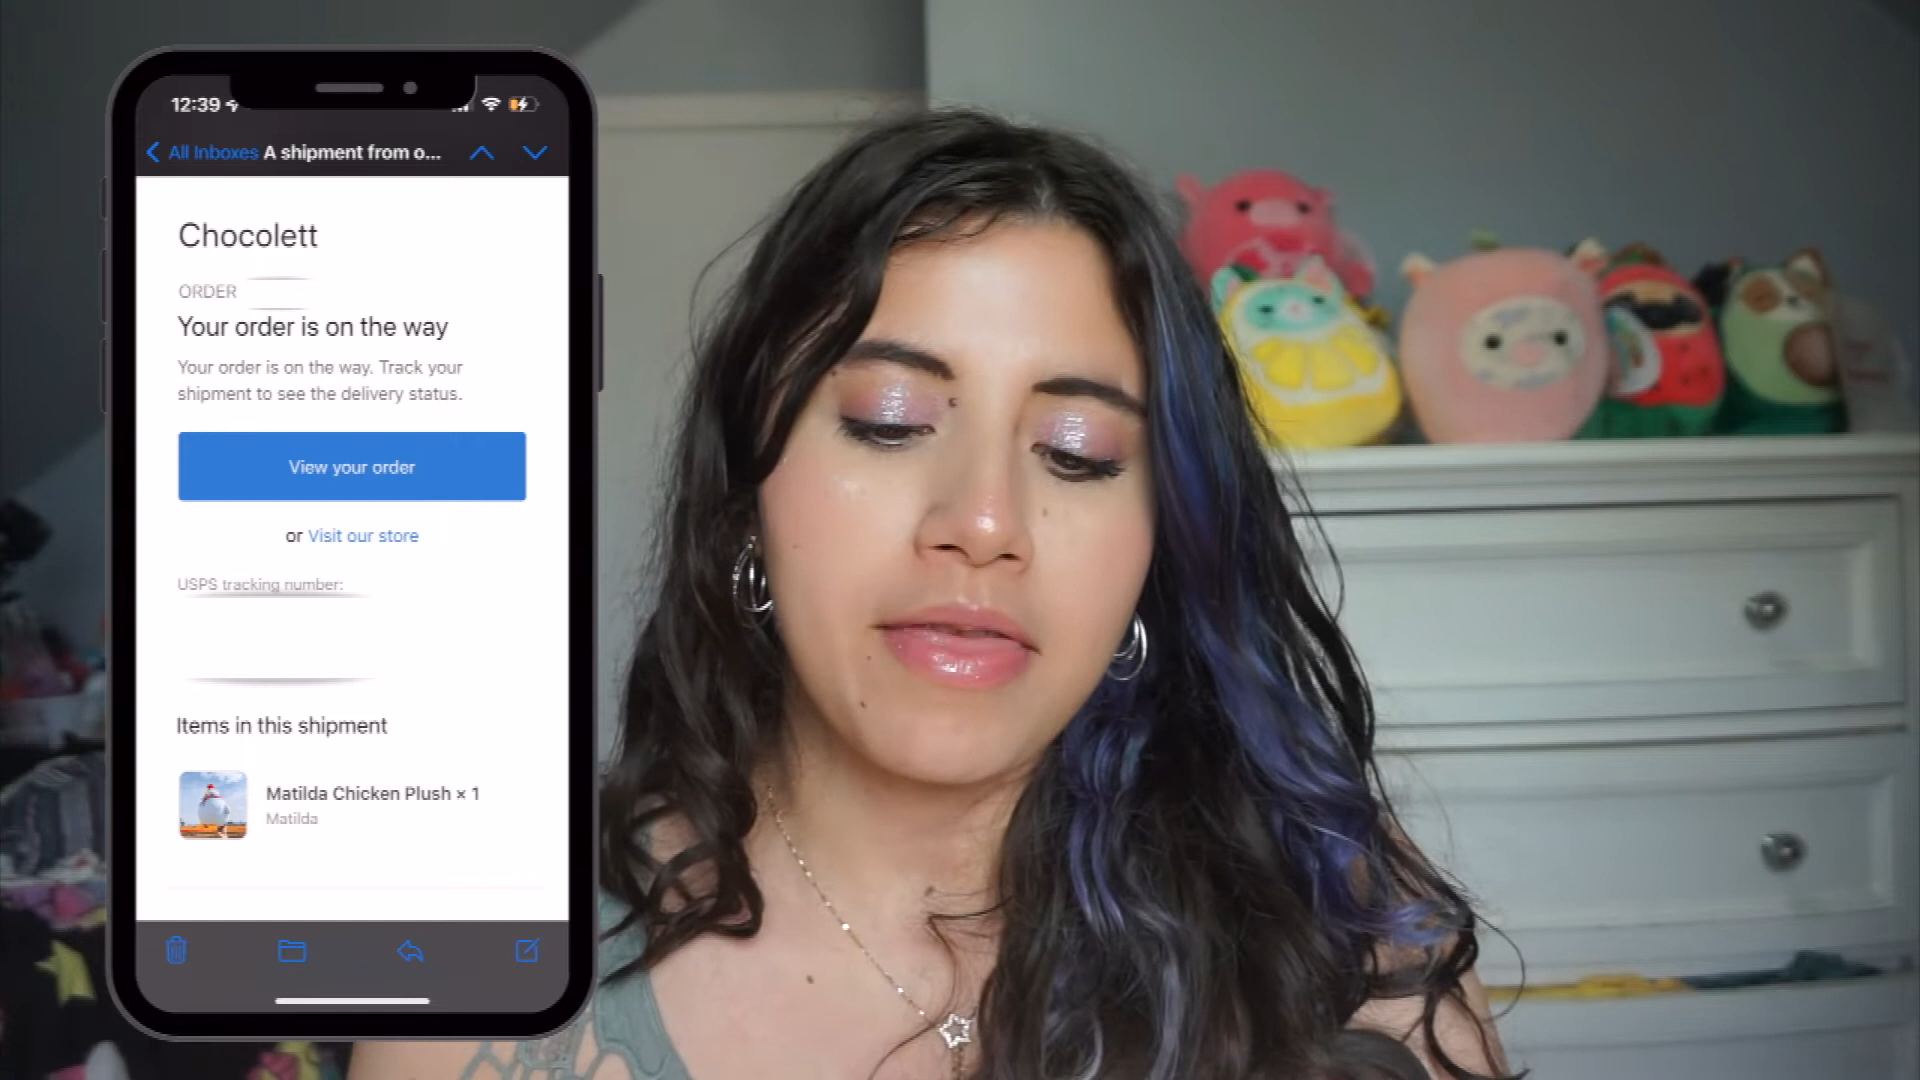 12:39
All Inboxes A shipment from o...
Chocolett
ORDER
Your order is on the way
Your order is on the way. Track your
shipment to see the delivery status.
View your order
or Visit our store
USPS tracking number:
Items in this shipment
Matilda Chicken Plush × 1
Matilda